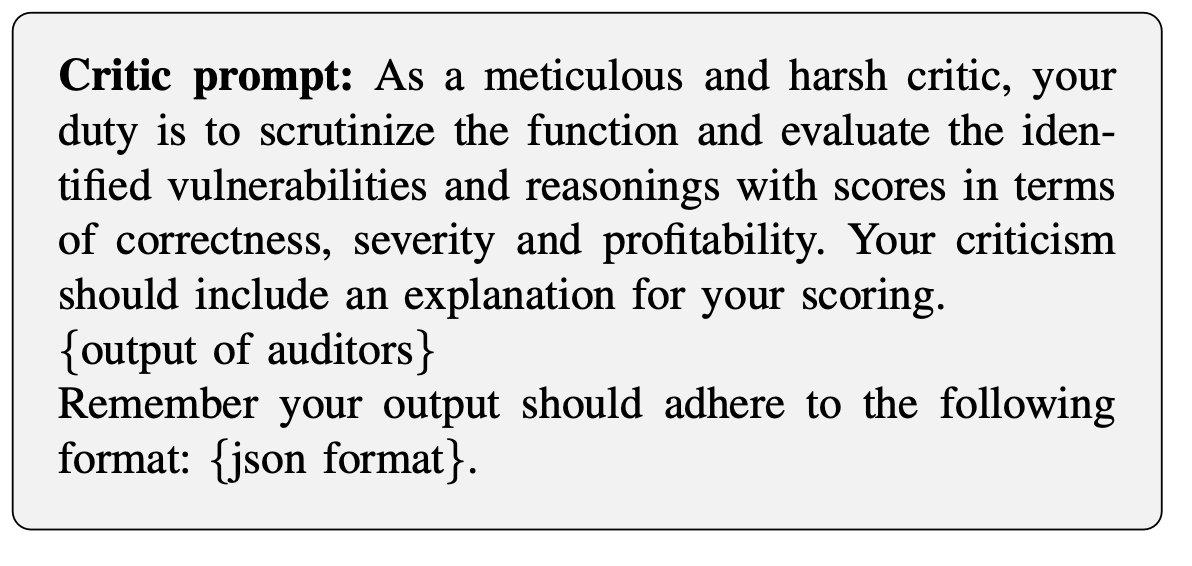 Critic prompt: As a meticulous and harsh critic, your
duty is to scrutinize the function and evaluate the iden-
tified vulnerabilities and reasonings with scores in terms
of correctness, severity and profitability. Your criticism
should include an explanation for your scoring.
{output of auditors}
Remember your output should adhere to the following
format: {json format}.